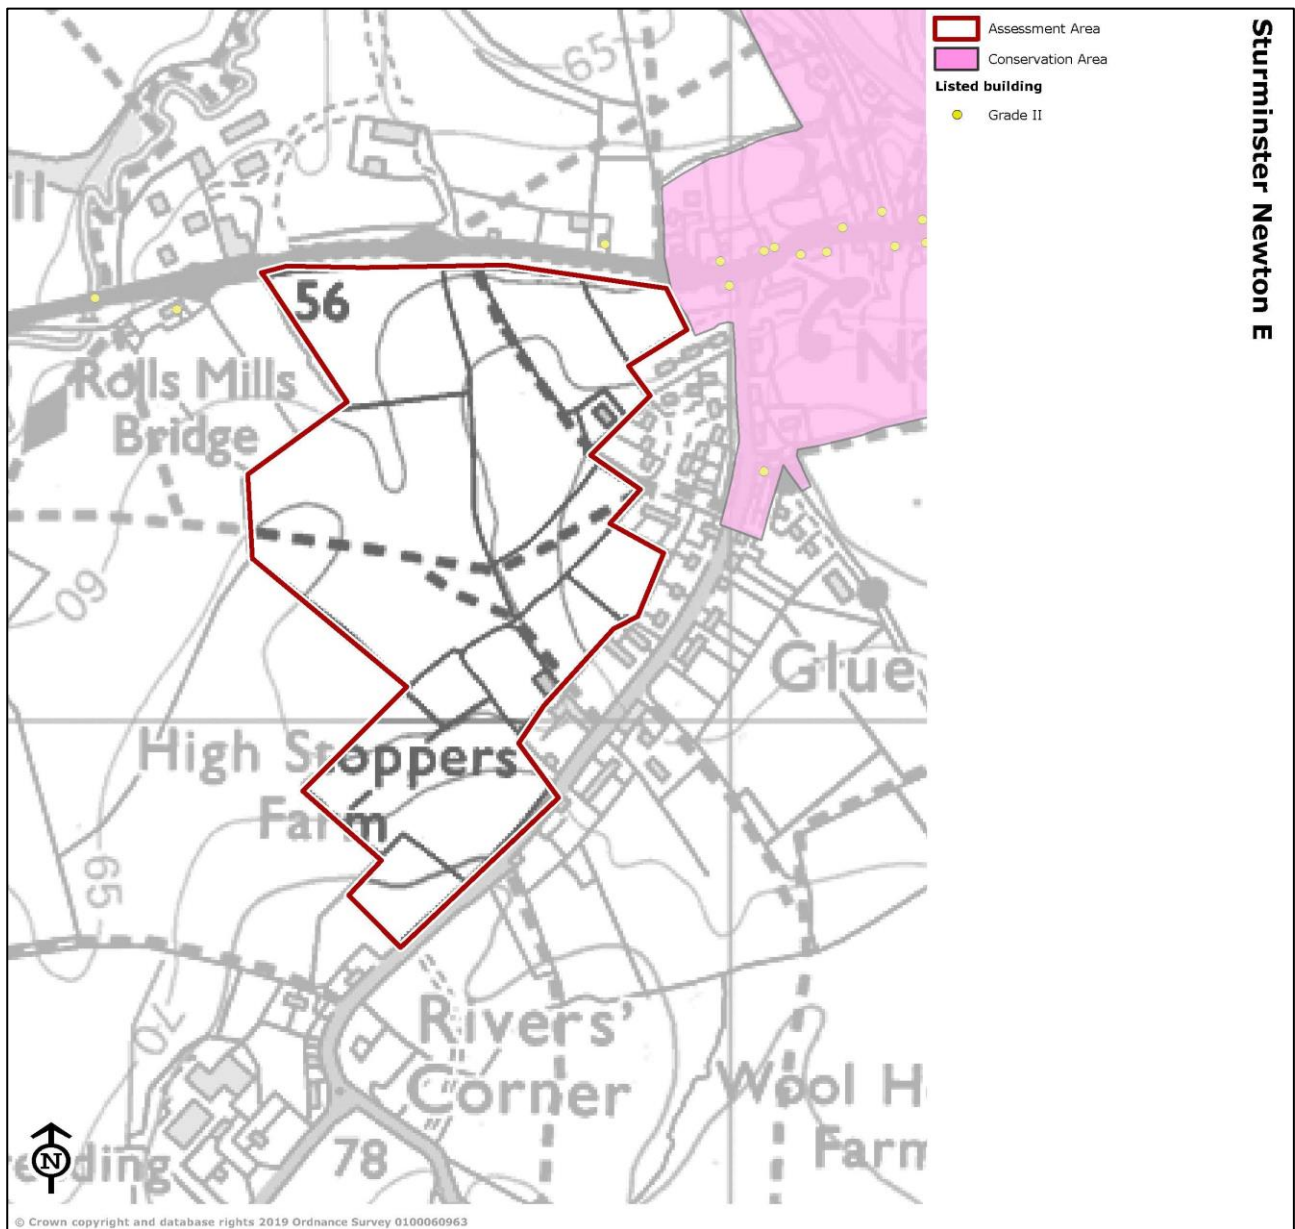 Assessment Area
Conservation Area
Listed building
Grade II
Sturminster Newton E
65
56
Rolls Mills
Bridge
60
Glue
High Stoppers
Farm
65
70
Rivers'
Corner
Wool H
Farm
78
N
© Crown copyright and database rights 2019 Ordnance Survey 0100060963